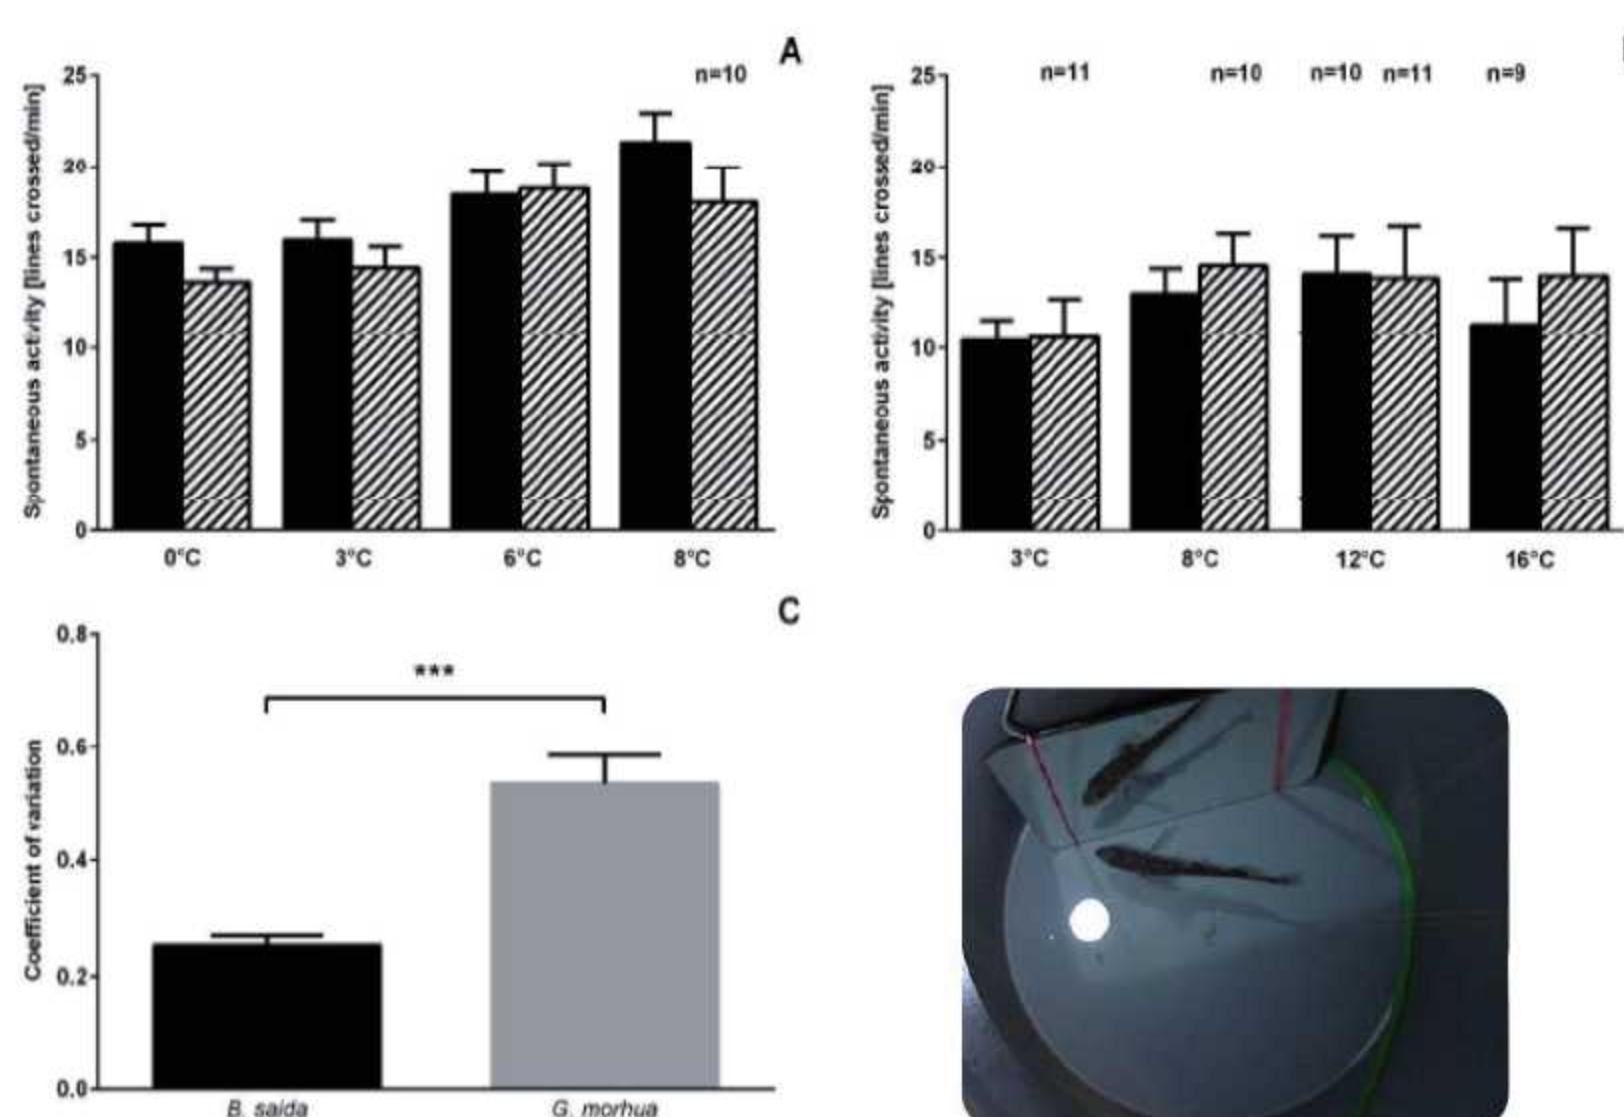 A
25
n=10
20
15
10
5
0
Spontaneous activity [lines crossed/min]
0°C 3°C 6°C 8°C
25
n=11 n=10 n=10 n=11 n=9
20
15
10
5
0
Spontaneous activity [lines crossed/min]
3°C 8°C 12°C 16°C
C
0.8
***
0.6
0.4
0.2
0.0
Coefficient of variation
B. saida G. morhua